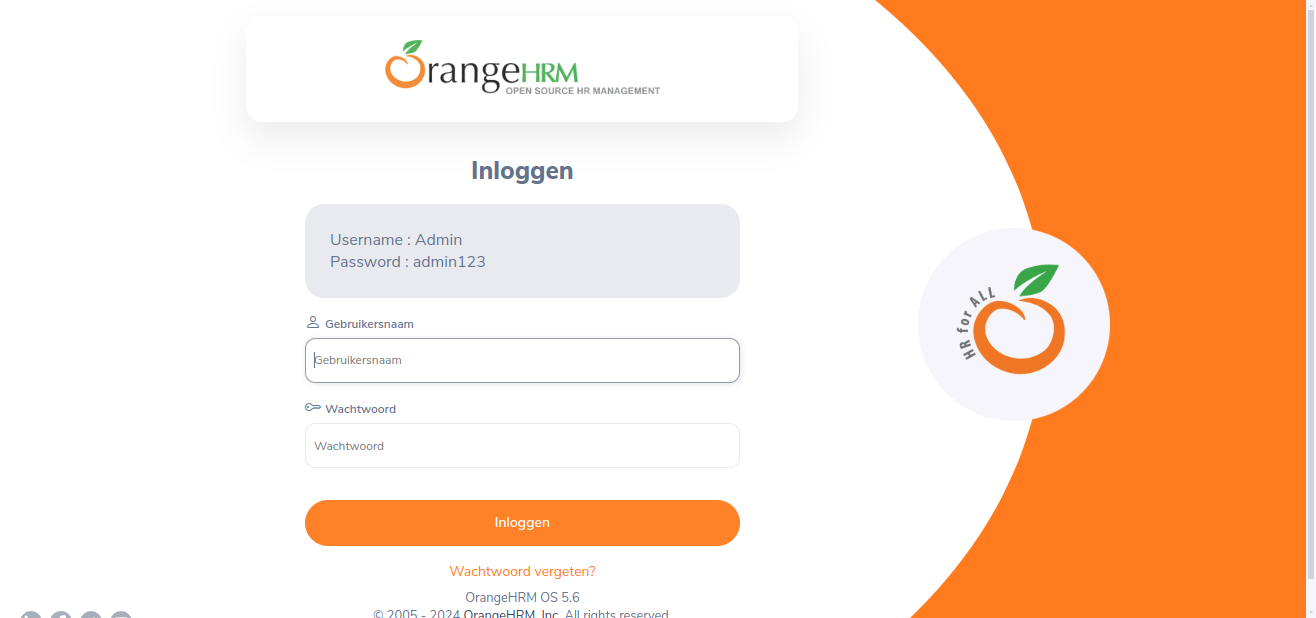 OrangeHRM
OPEN SOURCE HR MANAGEMENT
Inloggen
Username : Admin
Password : admin123
Gebruikersnaam
Gebruikersnaam
Wachtwoord
Wachtwoord
Inloggen
Wachtwoord vergeten?
OrangeHRM OS 5.6
© 2005 - 2024 OrangeHRM, Inc. All rights reserved.
HR for ALL